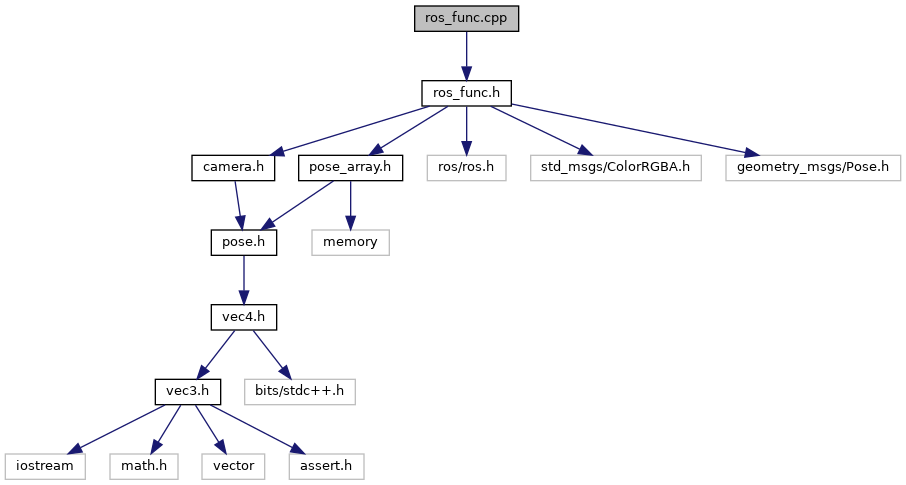 ros_func.cpp
ros_func.h
camera.h
pose_array.h
ros/ros.h
std_msgs/ColorRGBA.h
geometry_msgs/Pose.h
pose.h
memory
vec4.h
vec3.h
bits/stdc++.h
iostream
math.h
vector
assert.h